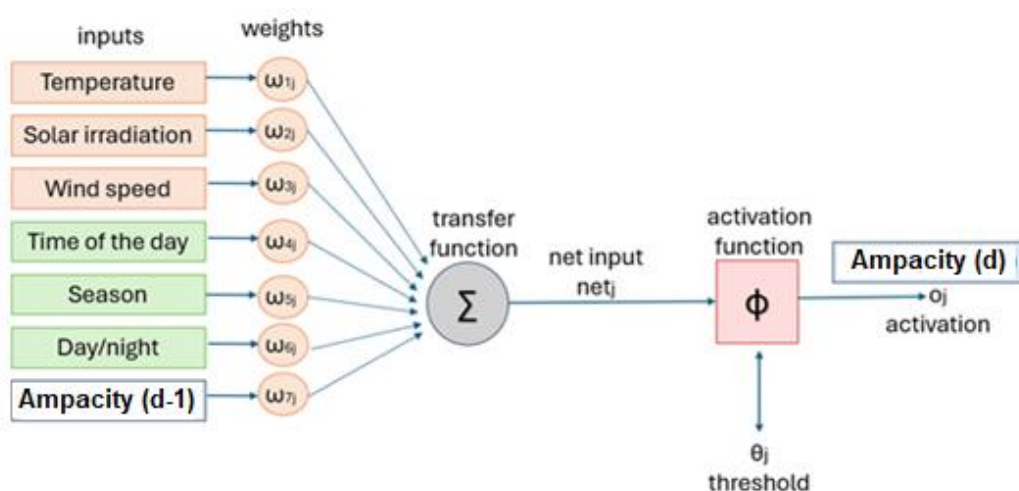 inputs
weights
Temperature
ω1j
Solar irradiation
ω2j
Wind speed
ω3j
Time of the day
ω4j
Season
ω5j
Day/night
ω6j
Ampacity (d-1)
ω7j
transfer
function
Σ
net input
netj
activation
function
ϕ
Ampacity (d)
oj
activation
θj
threshold